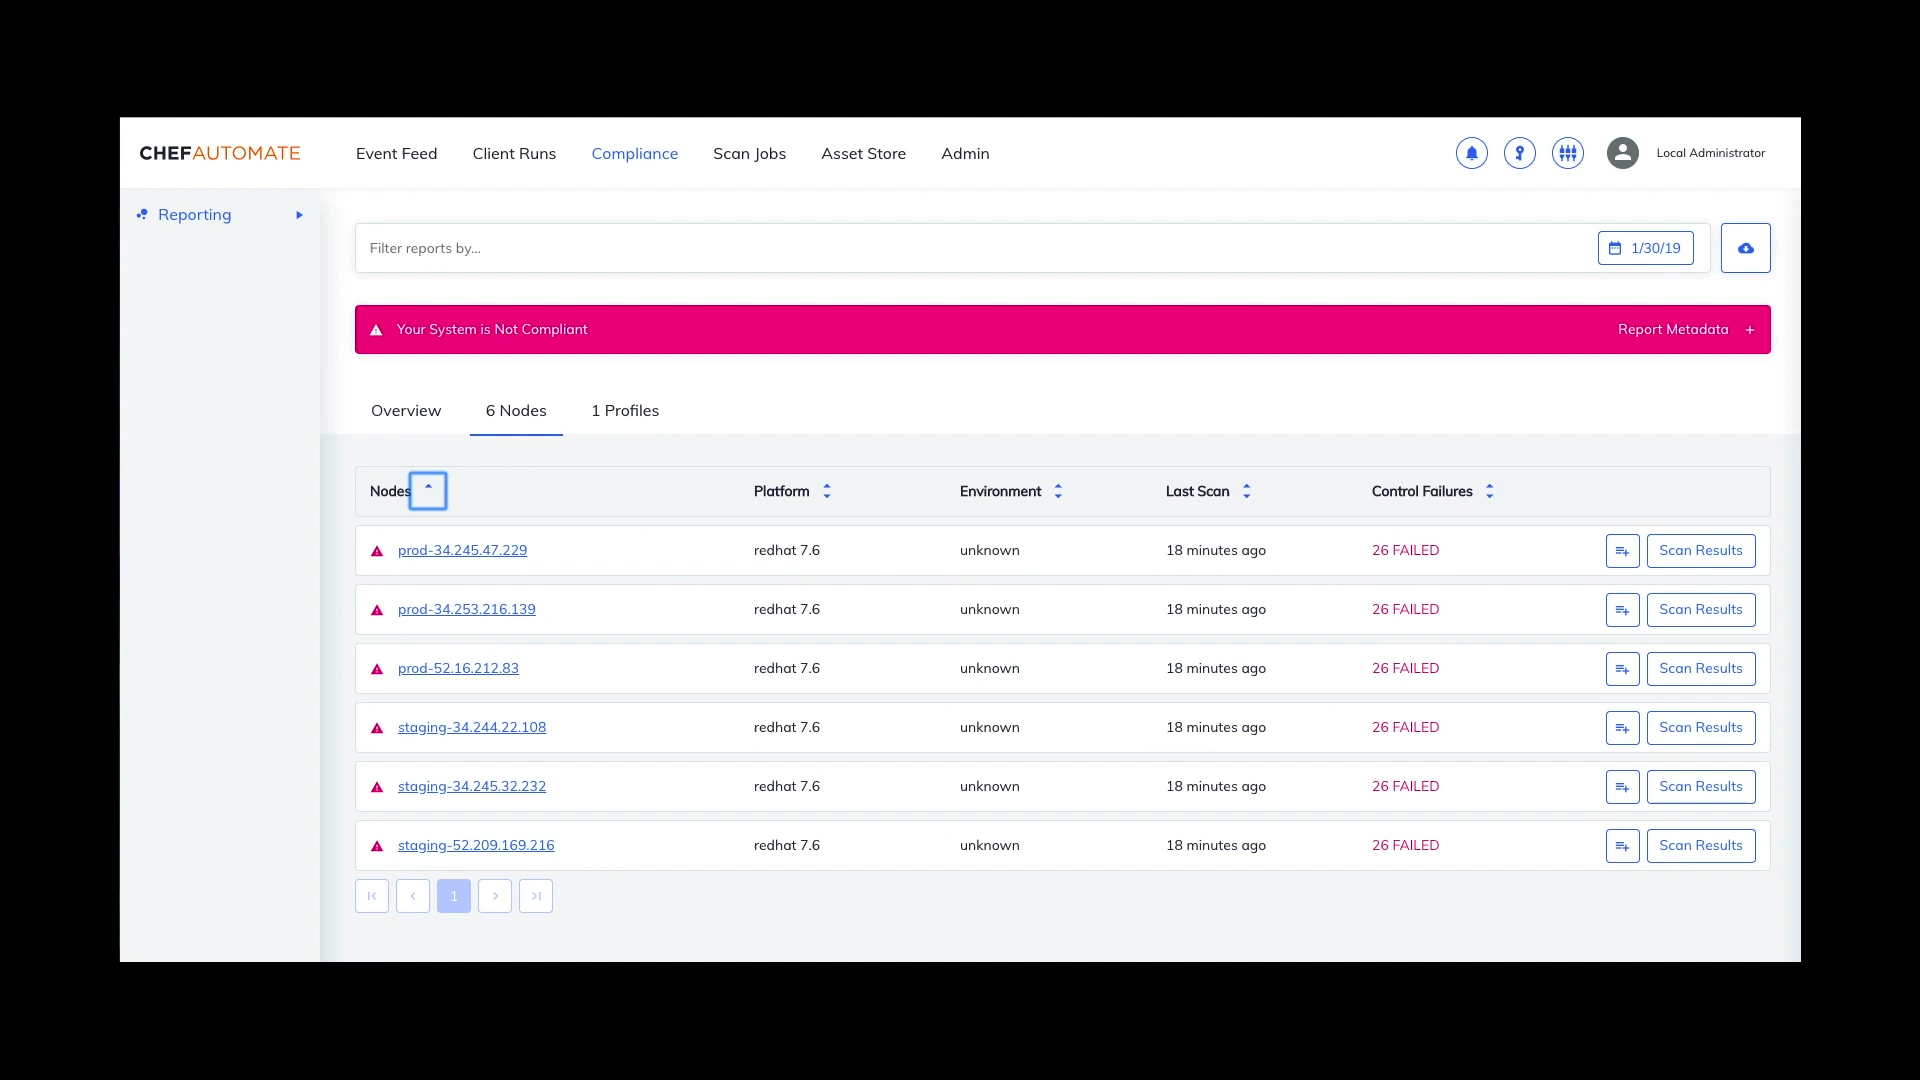 CHEFAUTOMATE Event Feed Client Runs Compliance Scan Jobs Asset Store Admin Local Administrator
Reporting
Filter reports by... 1/30/19
Your System is Not Compliant Report Metadata +
Overview 6 Nodes 1 Profiles
Nodes Platform Environment Last Scan Control Failures
prod-34.245.47.229 redhat 7.6 unknown 18 minutes ago 26 FAILED Scan Results
prod-34.253.216.139 redhat 7.6 unknown 18 minutes ago 26 FAILED Scan Results
prod-52.16.212.83 redhat 7.6 unknown 18 minutes ago 26 FAILED Scan Results
staging-34.244.22.108 redhat 7.6 unknown 18 minutes ago 26 FAILED Scan Results
staging-34.245.32.232 redhat 7.6 unknown 18 minutes ago 26 FAILED Scan Results
staging-52.209.169.216 redhat 7.6 unknown 18 minutes ago 26 FAILED Scan Results
1